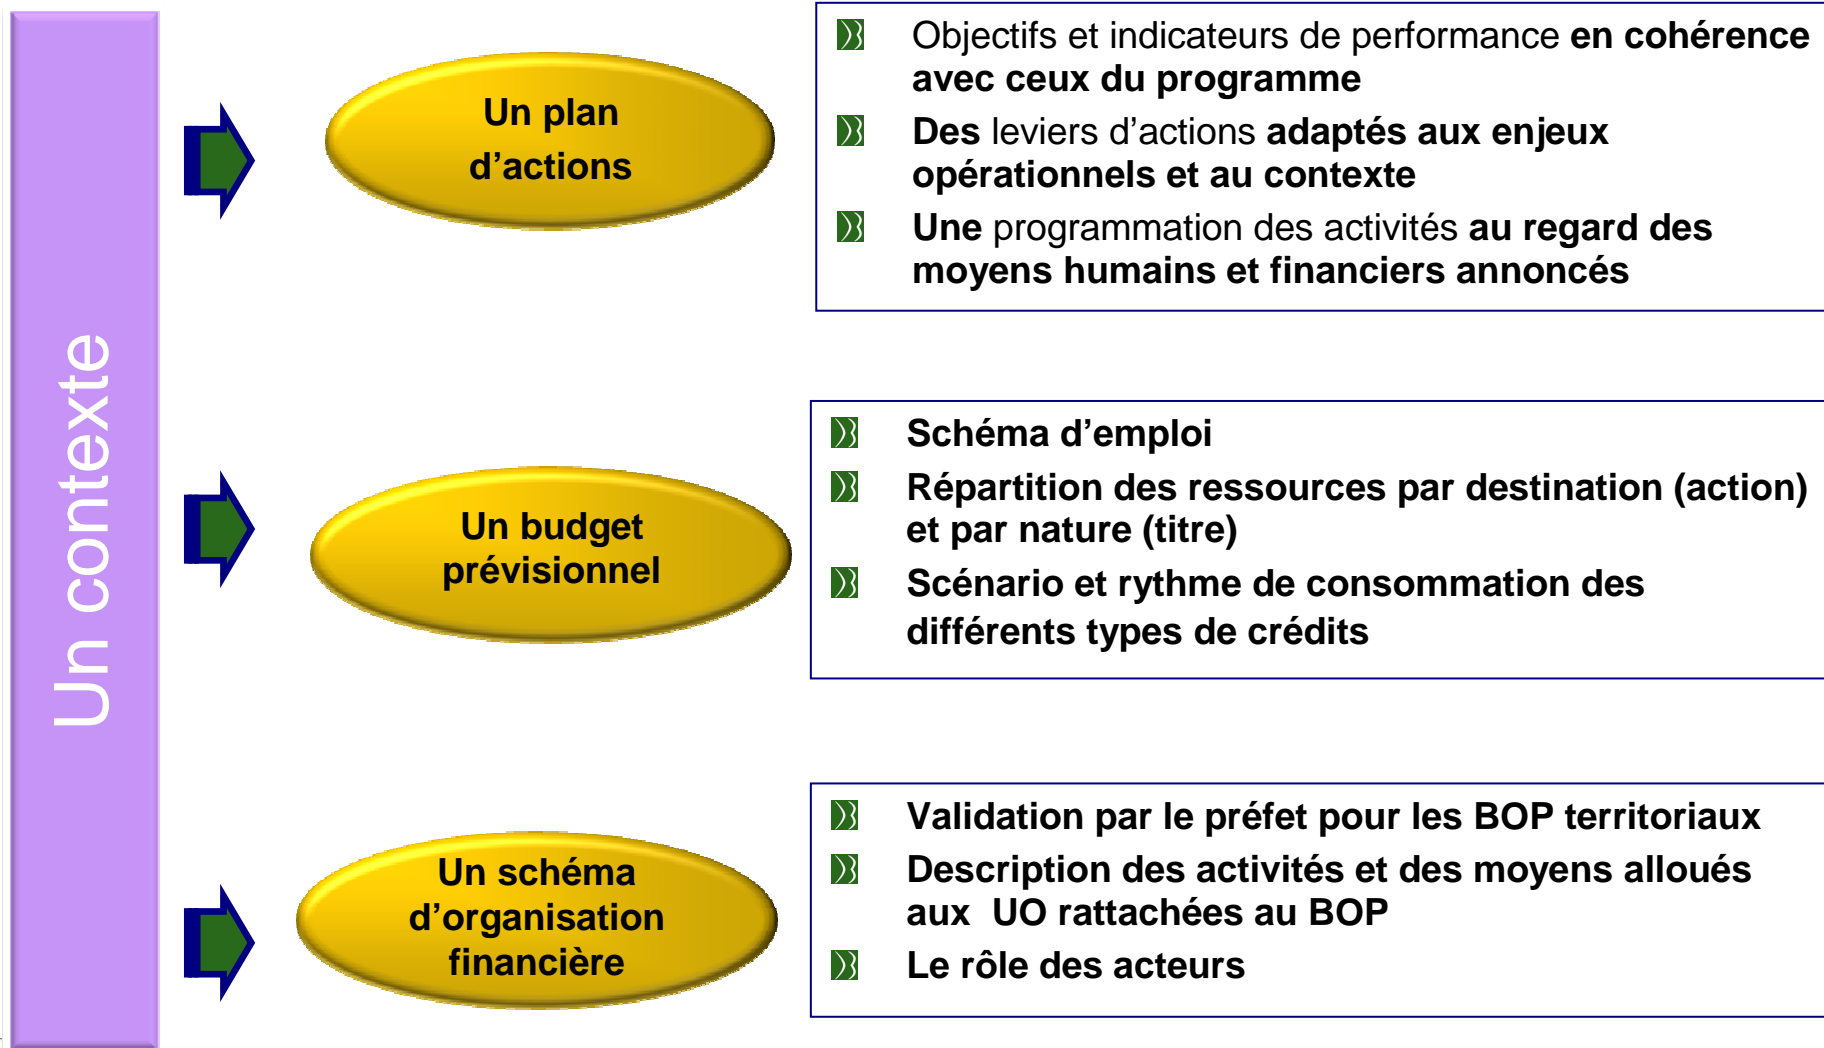 Un contexte
Un plan
d’actions
Objectifs et indicateurs de performance en cohérence
avec ceux du programme
Des leviers d’actions adaptés aux enjeux
opérationnels et au contexte
Une programmation des activités au regard des
moyens humains et financiers annoncés
Un budget
prévisionnel
Schéma d’emploi
Répartition des ressources par destination (action)
et par nature (titre)
Scénario et rythme de consommation des
différents types de crédits
Un schéma
d’organisation
financière
Validation par le préfet pour les BOP territoriaux
Description des activités et des moyens alloués
aux  UO rattachées au BOP
Le rôle des acteurs